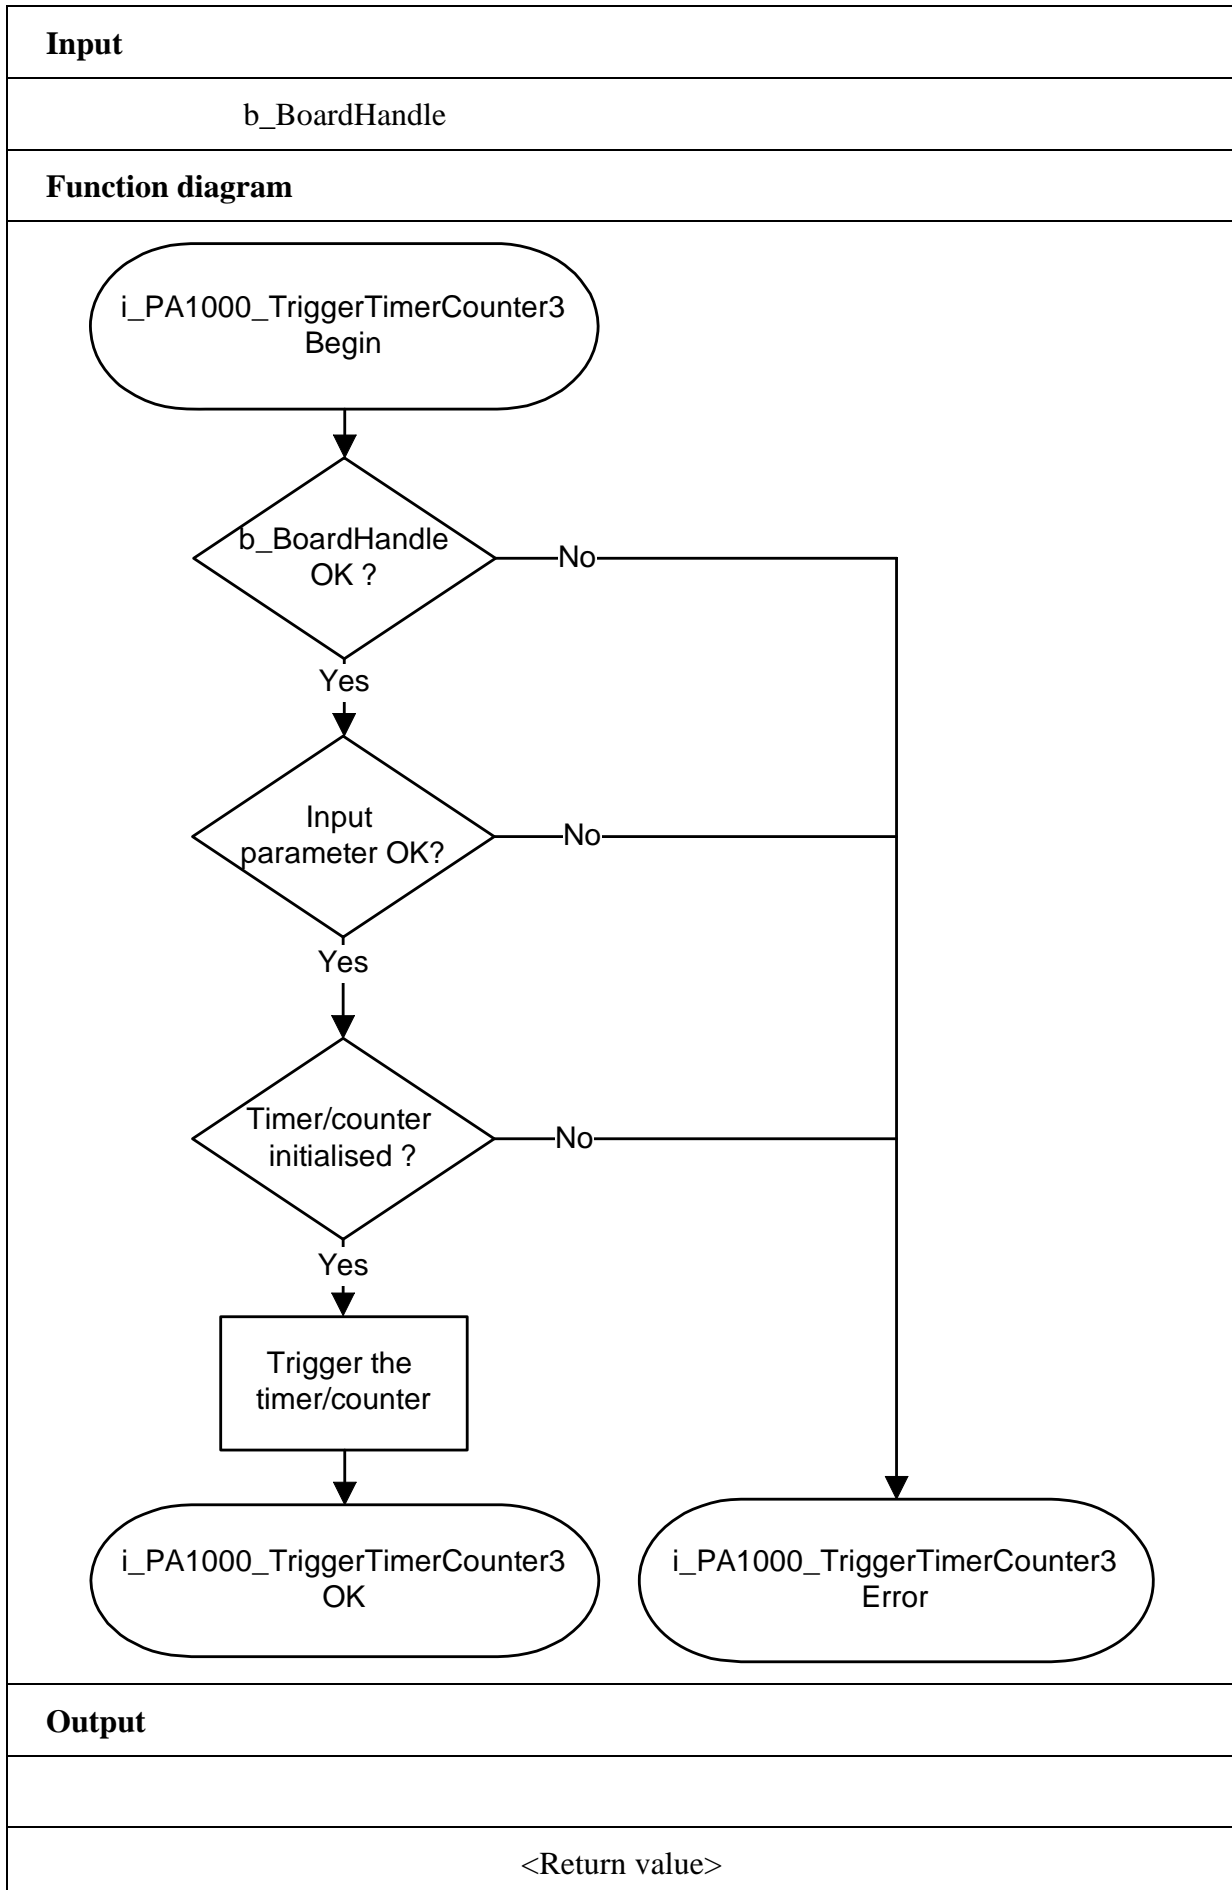 Input
b_BoardHandle
Function diagram
i_PA1000_TriggerTimerCounter3
Begin
b_BoardHandle
OK ?
No
Yes
Input
parameter OK?
No
Yes
Timer/counter
initialised ?
No
Yes
Trigger the
timer/counter
i_PA1000_TriggerTimerCounter3
OK
i_PA1000_TriggerTimerCounter3
Error
Output
<Return value>